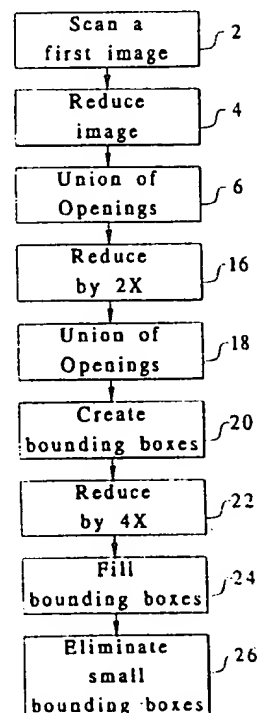 Scan a
first image
2
Reduce
image
4
Union of
Openings
6
Reduce
by 2X
16
Union of
Openings
18
Create
bounding boxes
20
Reduce
by 4X
22
Fill
bounding boxes
24
Eliminate
small
bounding boxes
26